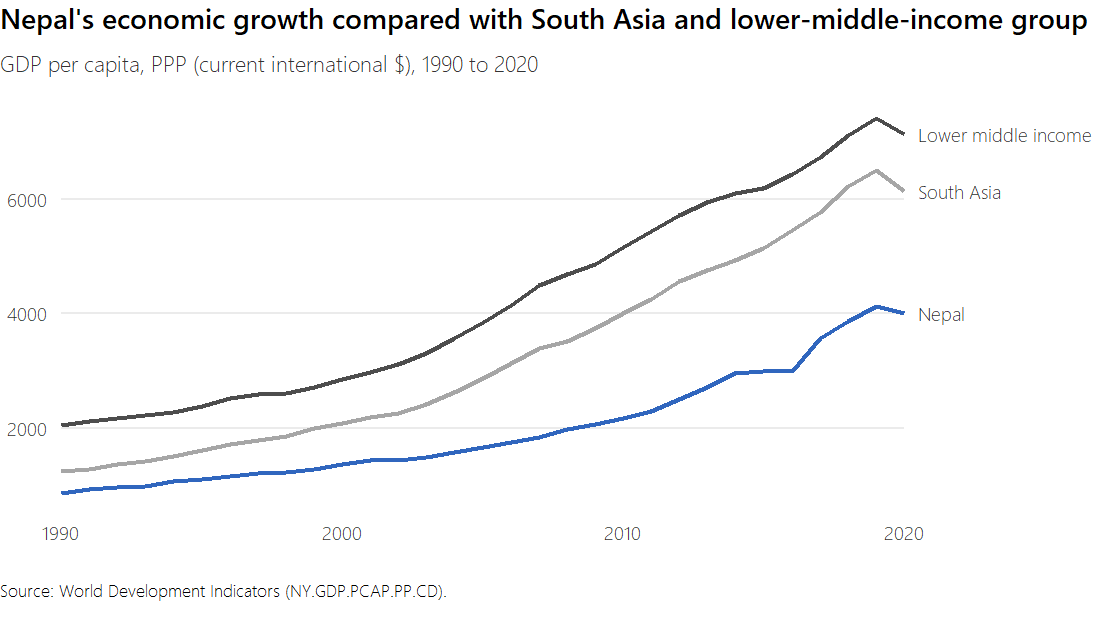 Nepal's economic growth compared with South Asia and lower-middle-income group
GDP per capita, PPP (current international $), 1990 to 2020
Lower middle income
South Asia
6000
4000
Nepal
2000
1990 2000 2010 2020
Source: World Development Indicators (NY.GDP.PCAP.PP.CD).